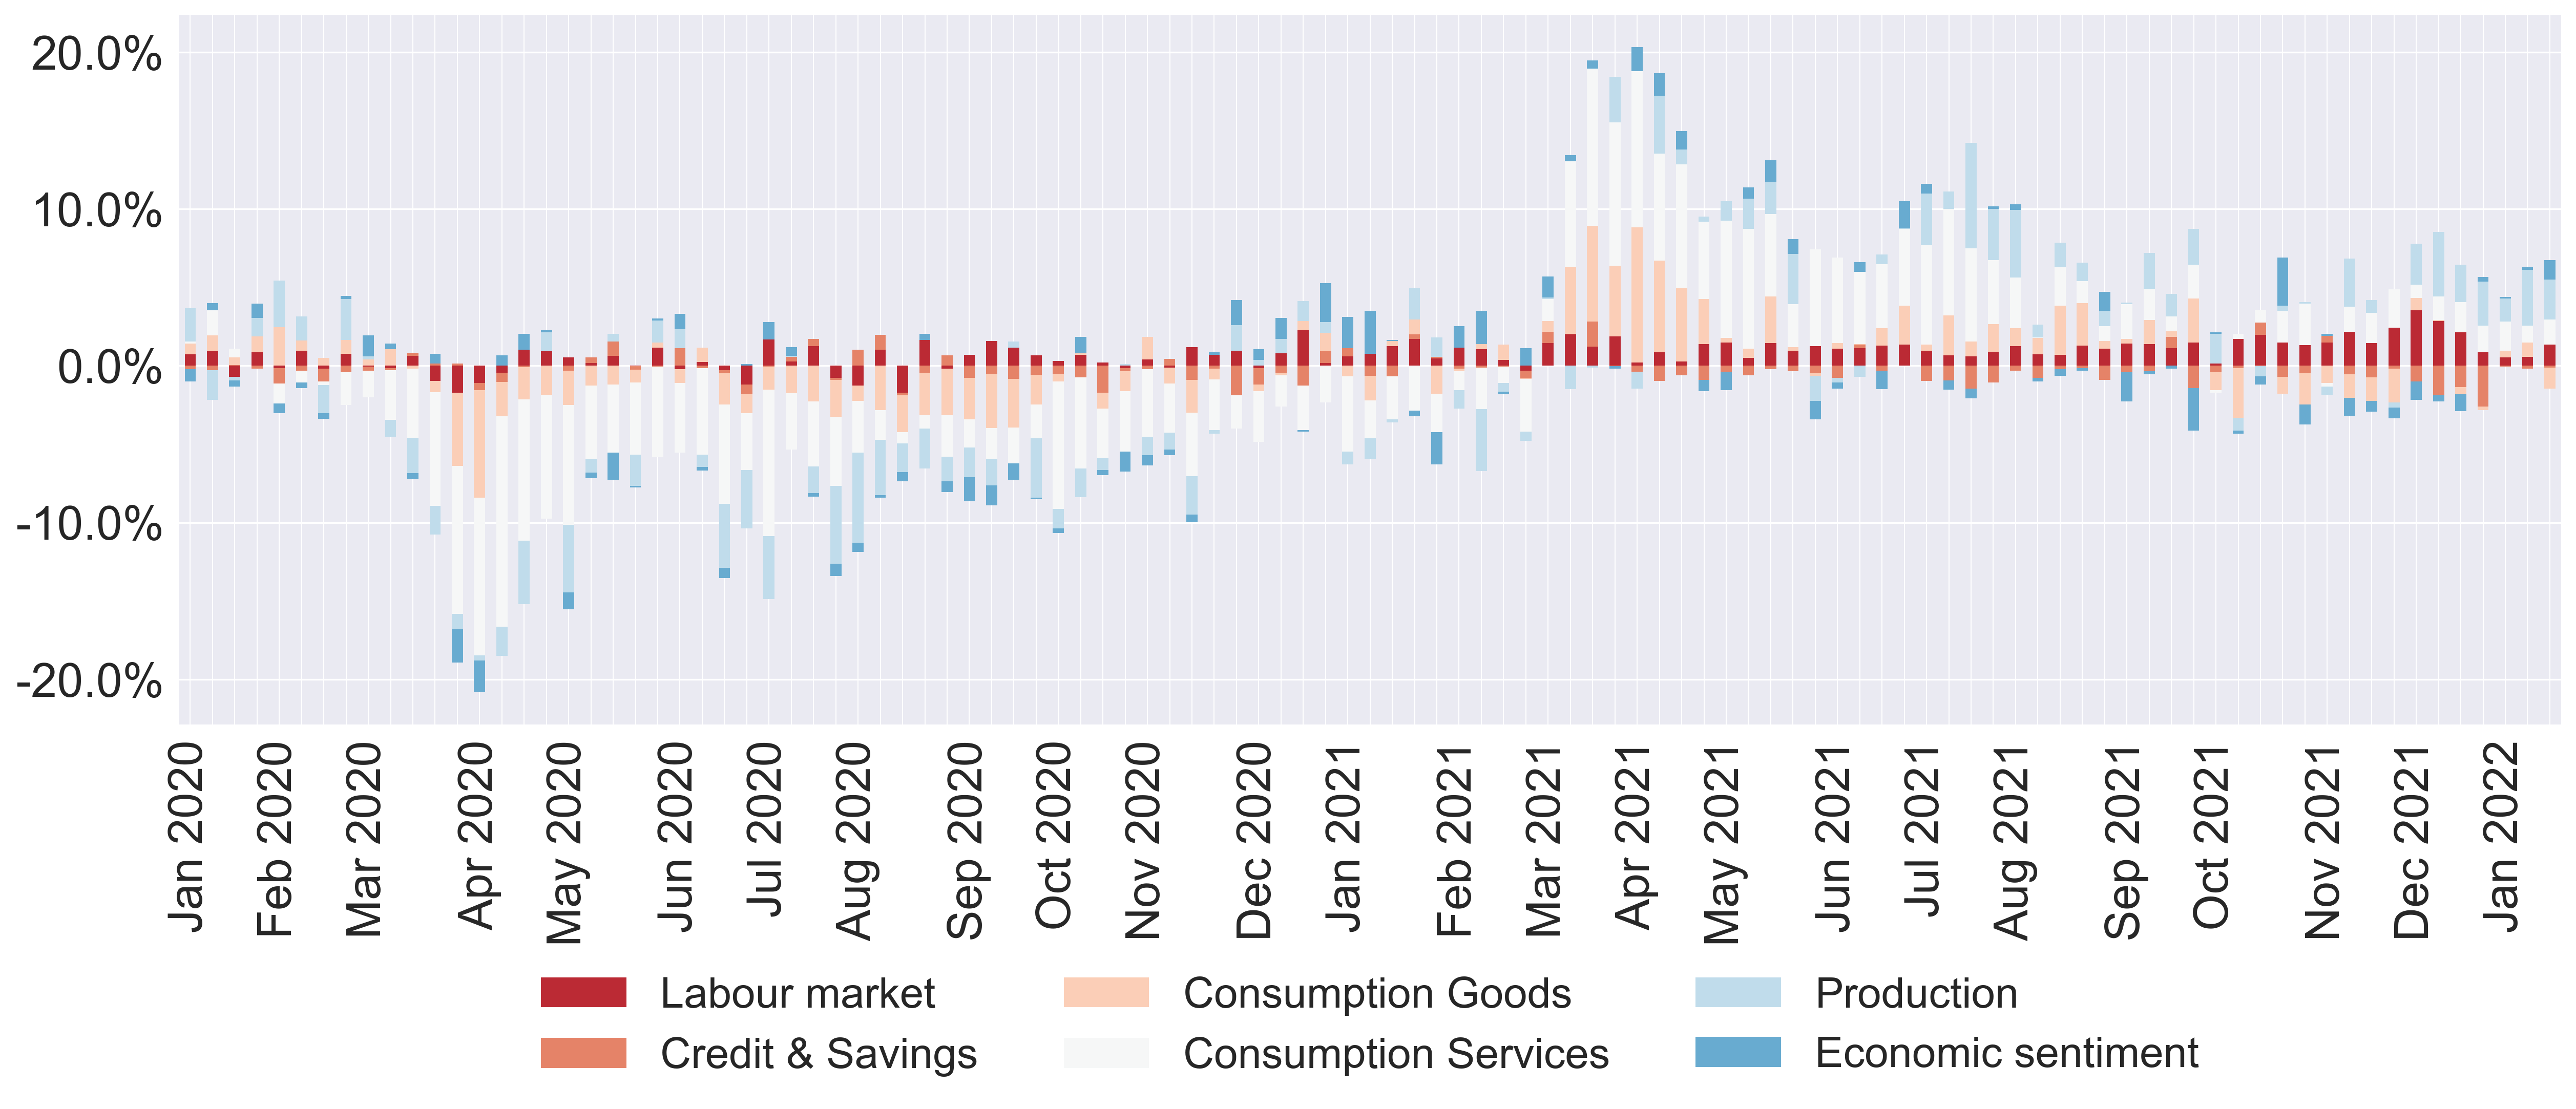 20.0%
10.0%
0.0%
-10.0%
-20.0%
Jan 2020
Feb 2020
Mar 2020
Apr 2020
May 2020
Jun 2020
Jul 2020
Aug 2020
Sep 2020
Oct 2020
Nov 2020
Dec 2020
Jan 2021
Feb 2021
Mar 2021
Apr 2021
May 2021
Jun 2021
Jul 2021
Aug 2021
Sep 2021
Oct 2021
Nov 2021
Dec 2021
Jan 2022
Labour market
Consumption Goods
Production
Credit & Savings
Consumption Services
Economic sentiment